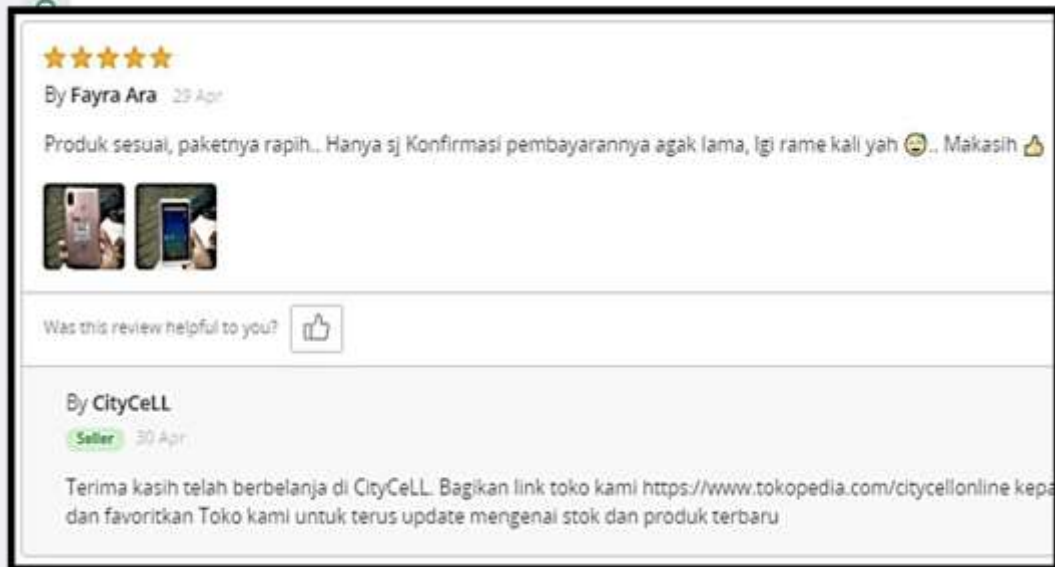 By Fayra Ara 29 Apr
Produk sesuai, paketnya rapih.. Hanya sj Konfirmasi pembayarannya agak lama, lgi rame kali yah 😅.. Makasih 👍
Was this review helpful to you?
By CityCeLL
Seller 30 Apr
Terima kasih telah berbelanja di CityCeLL. Bagikan link toko kami https://www.tokopedia.com/citycellonline kepa
dan favoritkan Toko kami untuk terus update mengenai stok dan produk terbaru